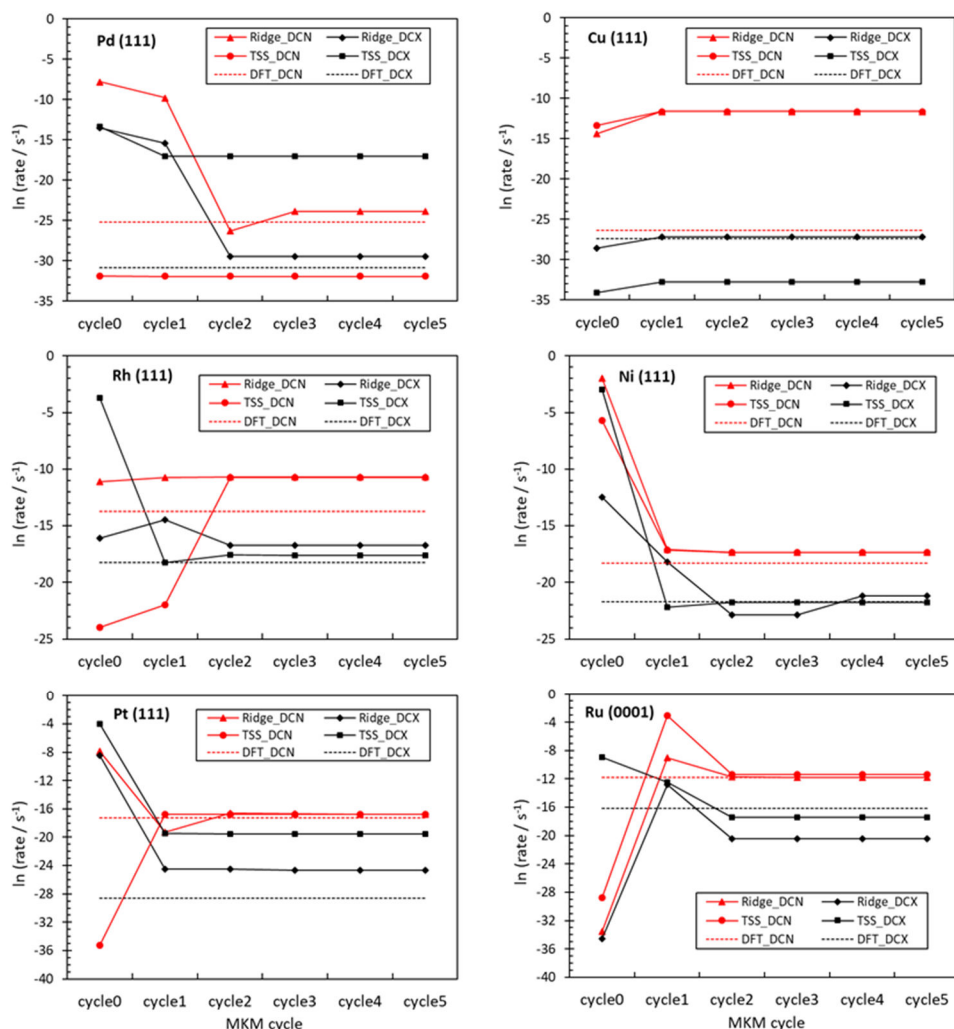 Pd (111)
Ridge_DCN Ridge_DCX
TSS_DCN TSS_DCX
DFT_DCN DFT_DCX
ln (rate / s⁻¹)
0
-5
-10
-15
-20
-25
-30
-35
cycle0 cycle1 cycle2 cycle3 cycle4 cycle5
Cu (111)
Ridge_DCN Ridge_DCX
TSS_DCN TSS_DCX
DFT_DCN DFT_DCX
ln (rate / s⁻¹)
0
-5
-10
-15
-20
-25
-30
-35
cycle0 cycle1 cycle2 cycle3 cycle4 cycle5
Rh (111)
Ridge_DCN Ridge_DCX
TSS_DCN TSS_DCX
DFT_DCN DFT_DCX
ln (rate / s⁻¹)
0
-5
-10
-15
-20
-25
cycle0 cycle1 cycle2 cycle3 cycle4 cycle5
Ni (111)
Ridge_DCN Ridge_DCX
TSS_DCN TSS_DCX
DFT_DCN DFT_DCX
ln (rate / s⁻¹)
0
-5
-10
-15
-20
-25
cycle0 cycle1 cycle2 cycle3 cycle4 cycle5
Pt (111)
Ridge_DCN Ridge_DCX
TSS_DCN TSS_DCX
DFT_DCN DFT_DCX
ln (rate / s⁻¹)
0
-4
-8
-12
-16
-20
-24
-28
-32
-36
-40
cycle0 cycle1 cycle2 cycle3 cycle4 cycle5
MKM cycle
Ru (0001)
ln (rate / s⁻¹)
0
-4
-8
-12
-16
-20
-24
-28
-32
-36
-40
Ridge_DCN Ridge_DCX
TSS_DCN TSS_DCX
DFT_DCN DFT_DCX
cycle0 cycle1 cycle2 cycle3 cycle4 cycle5
MKM cycle